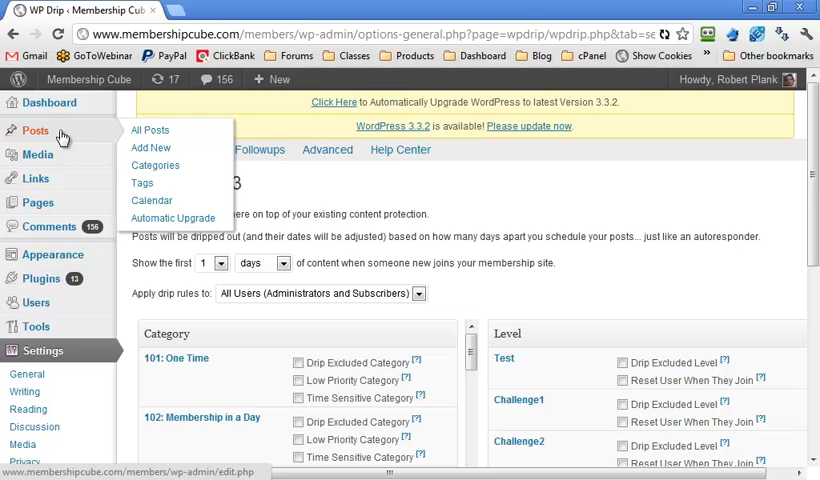 WP Drip ‹ Membership Cube
www.membershipcube.com/members/wp-admin/options-general.php?page=wpdrip/wpdrip.php&tab=se
Gmail GoToWebinar PayPal ClickBank Forums Classes Products Dashboard Blog cPanel Show Cookies » Other bookmarks
Membership Cube 17 156 + New Howdy, Robert Plank
Click Here to Automatically Upgrade WordPress to latest Version 3.3.2
WordPress 3.3.2 is available! Please update now.
Dashboard
Posts
Media
Links
Pages
Comments 156
Appearance
Plugins 13
Users
Tools
Settings
General
Writing
Reading
Discussion
Media
Privacy
All Posts
Add New
Categories
Tags
Calendar
Automatic Upgrade
Followups Advanced Help Center
3
here on top of your existing content protection.
Posts will be dripped out (and their dates will be adjusted) based on how many days apart you schedule your posts... just like an autoresponder.
Show the first 1 days of content when someone new joins your membership site.
Apply drip rules to: All Users (Administrators and Subscribers)
Category
101: One Time
Drip Excluded Category [?]
Low Priority Category [?]
Time Sensitive Category [?]
102: Membership in a Day
Drip Excluded Category [?]
Low Priority Category [?]
Time Sensitive Category [?]
Level
Test
Drip Excluded Level [?]
Reset User When They Join [?]
Challenge1
Drip Excluded Level [?]
Reset User When They Join [?]
Challenge2
Drip Excluded Level [?]
Reset User When They Join [?]
www.membershipcube.com/members/wp-admin/edit.php